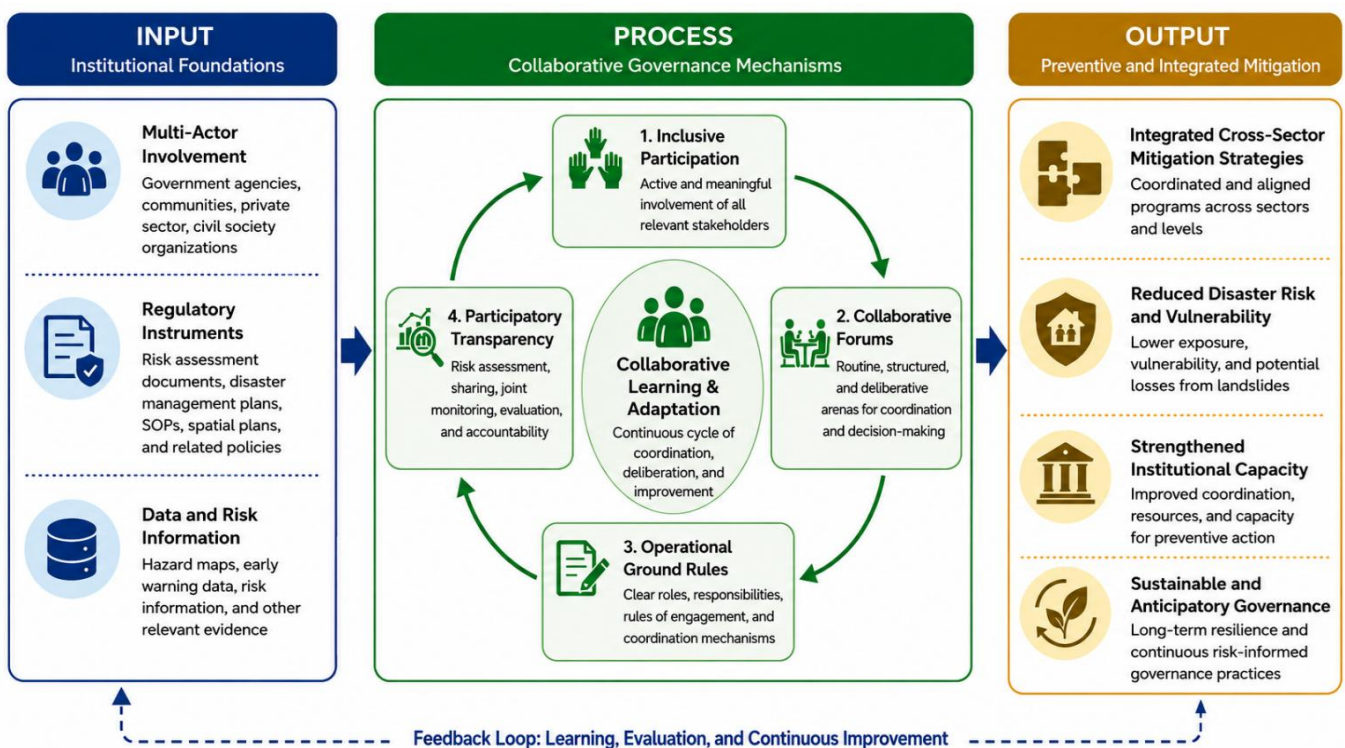 INPUT
Institutional Foundations
Multi-Actor
Involvement
Government agencies,
communities, private
sector, civil society
organizations
Regulatory
Instruments
Risk assessment
documents, disaster
management plans,
SOPs, spatial plans,
and related policies
Data and Risk
Information
Hazard maps, early
warning data, risk
information, and other
relevant evidence
PROCESS
Collaborative Governance Mechanisms
1. Inclusive
Participation
Active and meaningful
involvement of all
relevant stakeholders
2. Collaborative
Forums
Routine, structured,
and deliberative
arenas for coordination
and decision-making
3. Operational
Ground Rules
Clear roles, responsibilities,
rules of engagement, and
coordination mechanisms
4. Participatory
Transparency
Risk assessment,
sharing, joint
monitoring, evaluation,
and accountability
Collaborative
Learning &
Adaptation
Continuous cycle of
coordination,
deliberation, and
improvement
OUTPUT
Preventive and Integrated Mitigation
Integrated Cross-Sector
Mitigation Strategies
Coordinated and aligned
programs across sectors
and levels
Reduced Disaster Risk
and Vulnerability
Lower exposure,
vulnerability, and potential
losses from landslides
Strengthened
Institutional Capacity
Improved coordination,
resources, and capacity
for preventive action
Sustainable and
Anticipatory Governance
Long-term resilience and
continuous risk-informed
governance practices
Feedback Loop: Learning, Evaluation, and Continuous Improvement